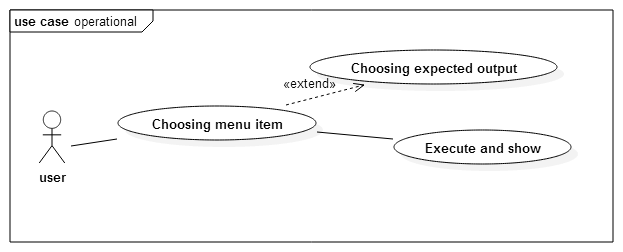 use case operational
Choosing expected output
«extend»
Choosing menu item
Execute and show
user